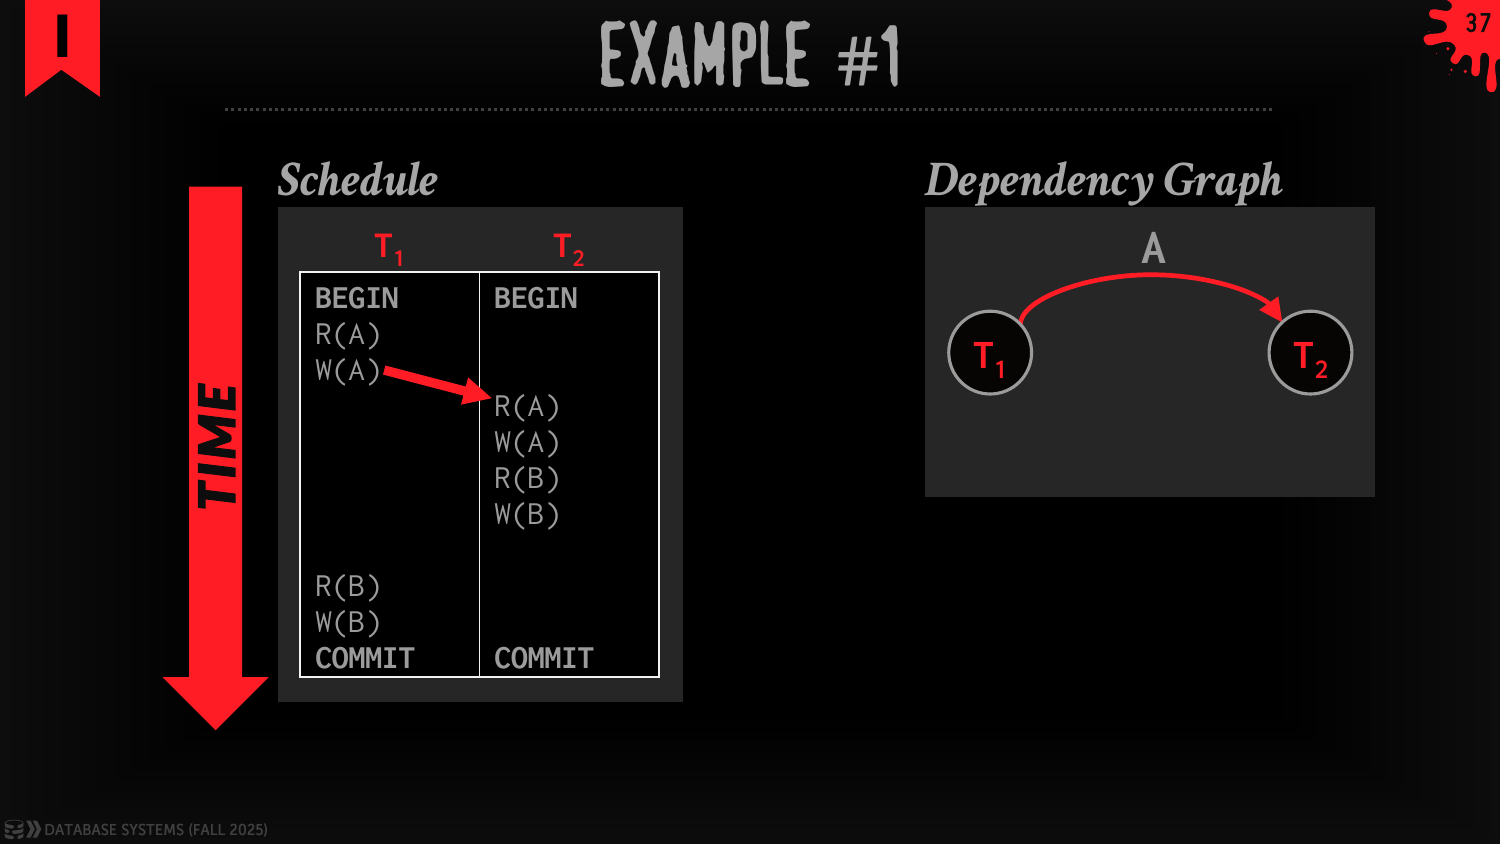 I
EXAMPLE #1
37
Schedule
Dependency Graph
TIME
T1 T2
BEGIN BEGIN
R(A)
W(A)
R(A)
W(A)
R(B)
W(B)
R(B)
W(B)
COMMIT COMMIT
A
T1 T2
DATABASE SYSTEMS (FALL 2025)